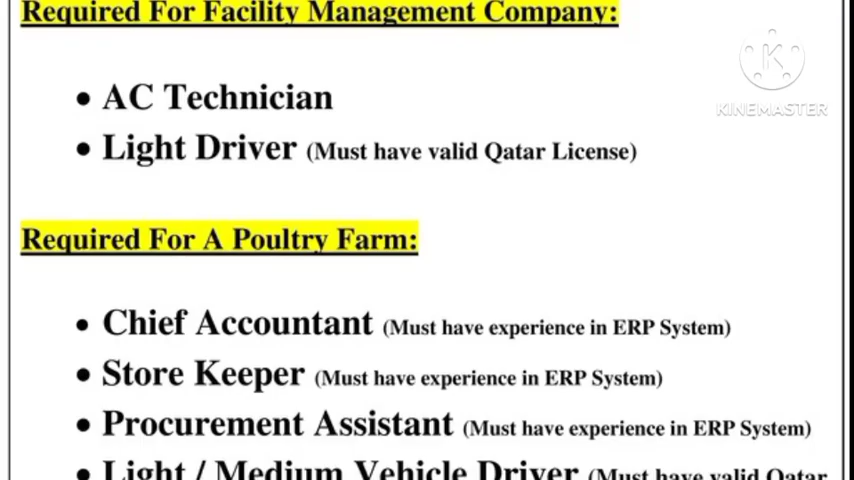 Required For Facility Management Company:
KINEMASTER
• AC Technician
• Light Driver (Must have valid Qatar License)
Required For A Poultry Farm:
• Chief Accountant (Must have experience in ERP System)
• Store Keeper (Must have experience in ERP System)
• Procurement Assistant (Must have experience in ERP System)
• Light / Medium Vehicle Driver (Must have valid Qatar